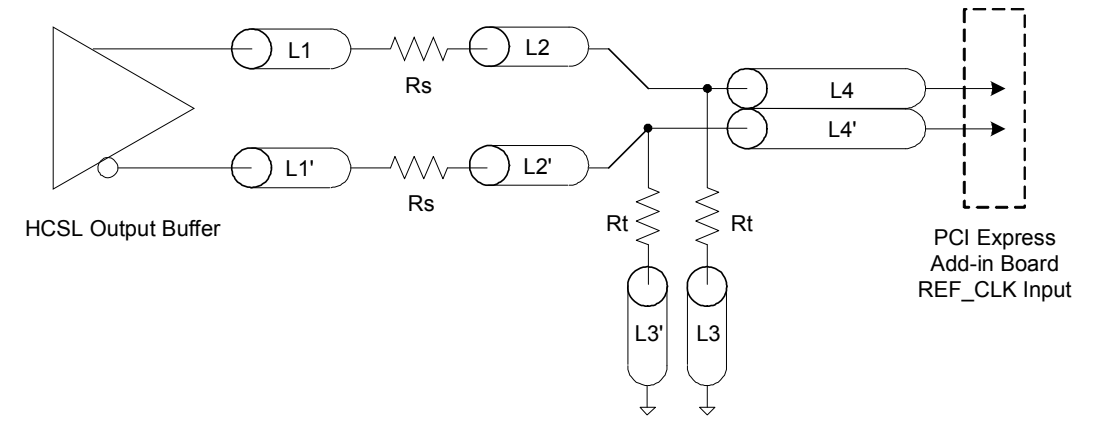 L1
Rs
L2
L4
L4'
L1'
Rs
L2'
HCSL Output Buffer
Rt
Rt
L3'
L3
PCI Express
Add-in Board
REF_CLK Input